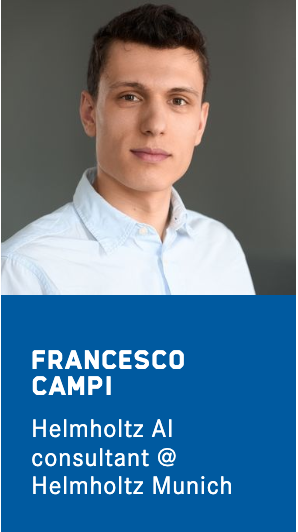 FRANCESCO
CAMPI
Helmholtz AI
consultant @
Helmholtz Munich